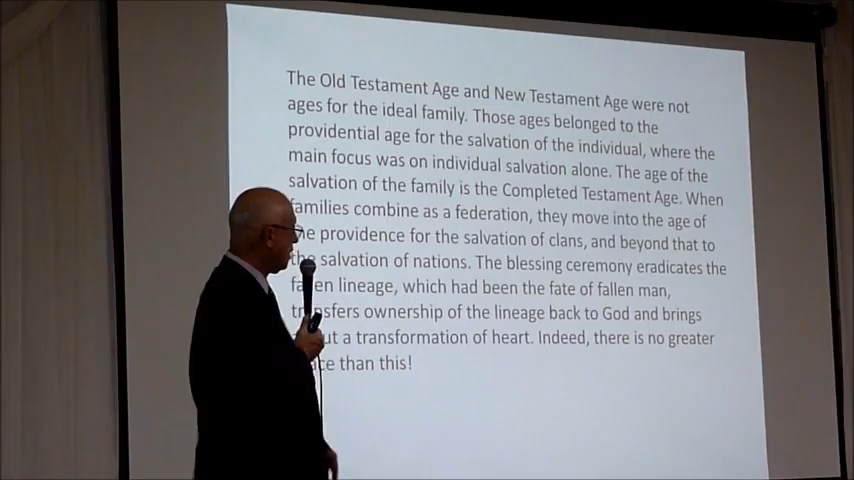 The Old Testament Age and New Testament Age were not
ages for the ideal family. Those ages belonged to the
providential age for the salvation of the individual, where the
main focus was on individual salvation alone. The age of the
salvation of the family is the Completed Testament Age. When
families combine as a federation, they move into the age of
the providence for the salvation of clans, and beyond that to
the salvation of nations. The blessing ceremony eradicates the
fallen lineage, which had been the fate of fallen man,
transfers ownership of the lineage back to God and brings
a transformation of heart. Indeed, there is no greater
than this!